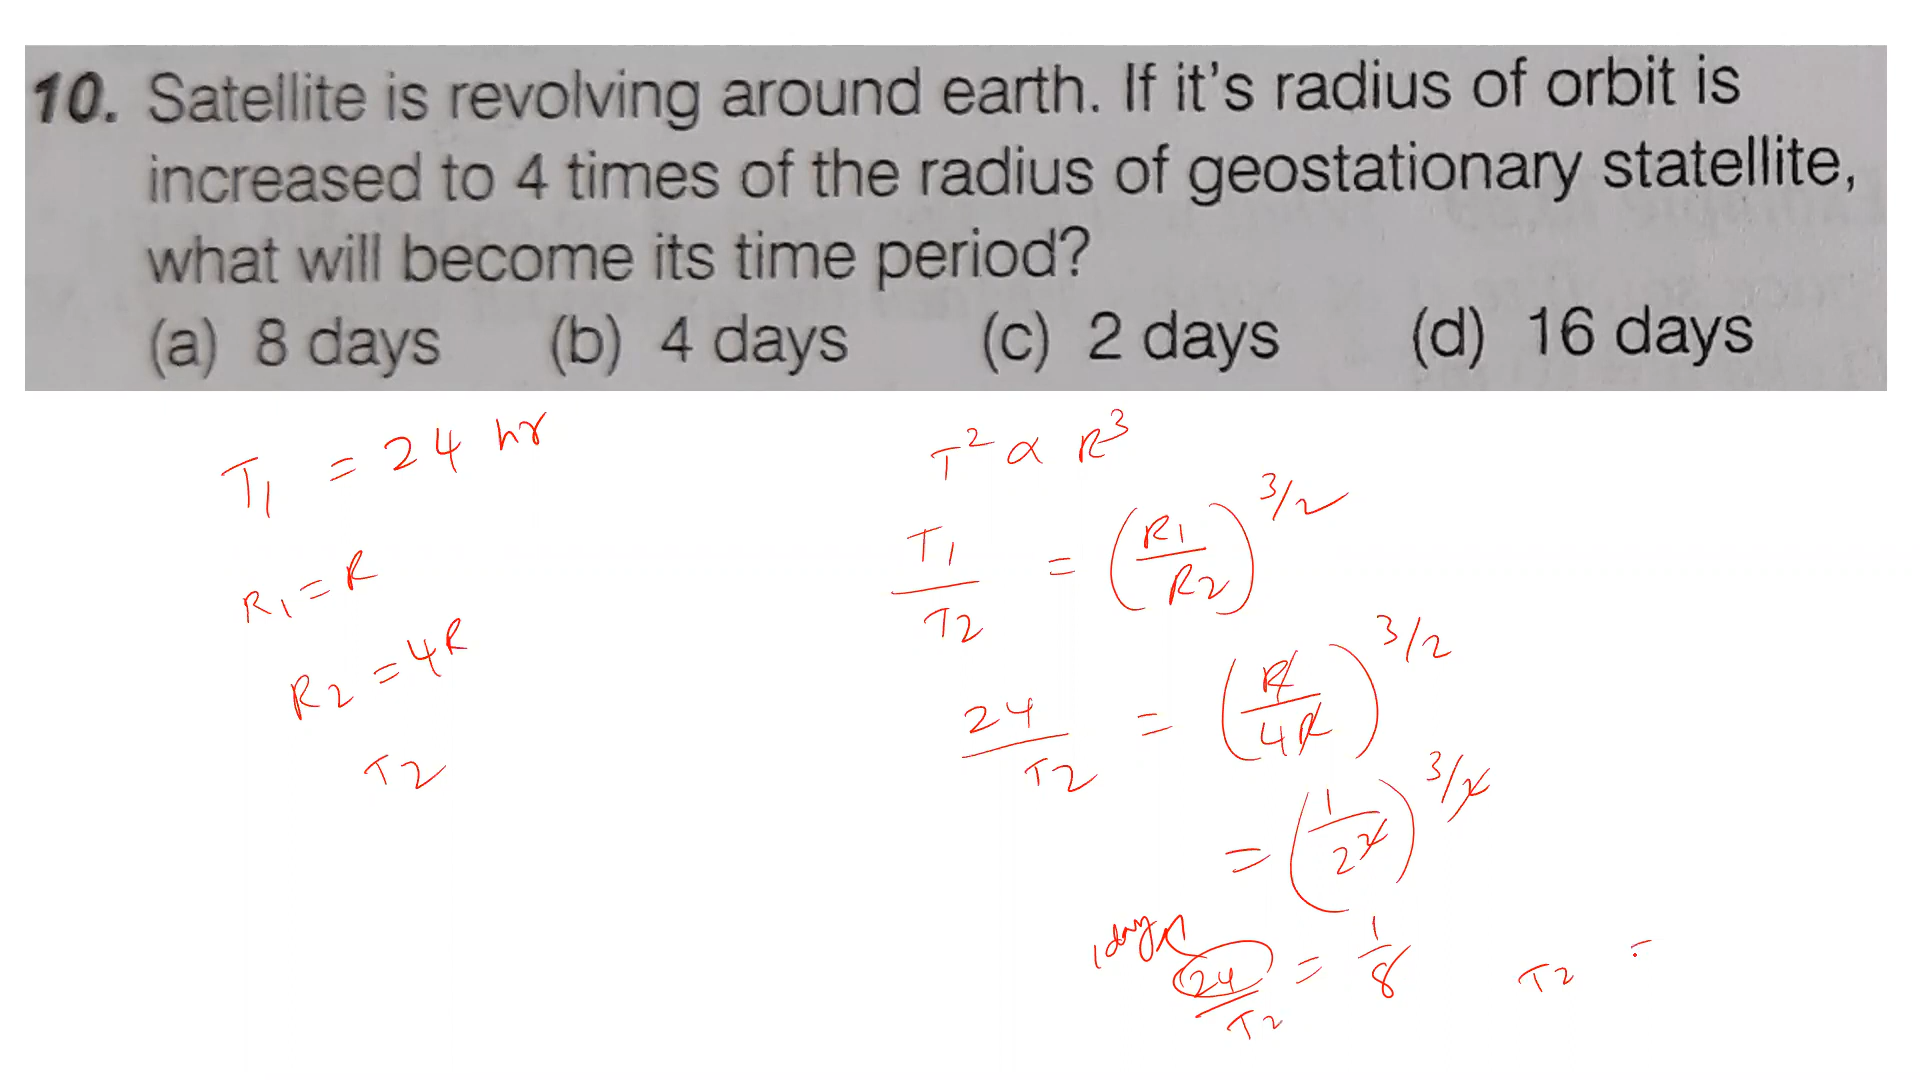 10. Satellite is revolving around earth. If it's radius of orbit is
increased to 4 times of the radius of geostationary statellite,
what will become its time period?
(a) 8 days (b) 4 days (c) 2 days (d) 16 days
T1 = 24 hr
R1 = R
R2 = 4R
T2
T² ∝ R³
T1/T2 = (R1/R2)^3/2
24/T2 = (R/4R)^3/2
= (1/2²)^3/2
1day
24/T2 = 1/8
T2 =